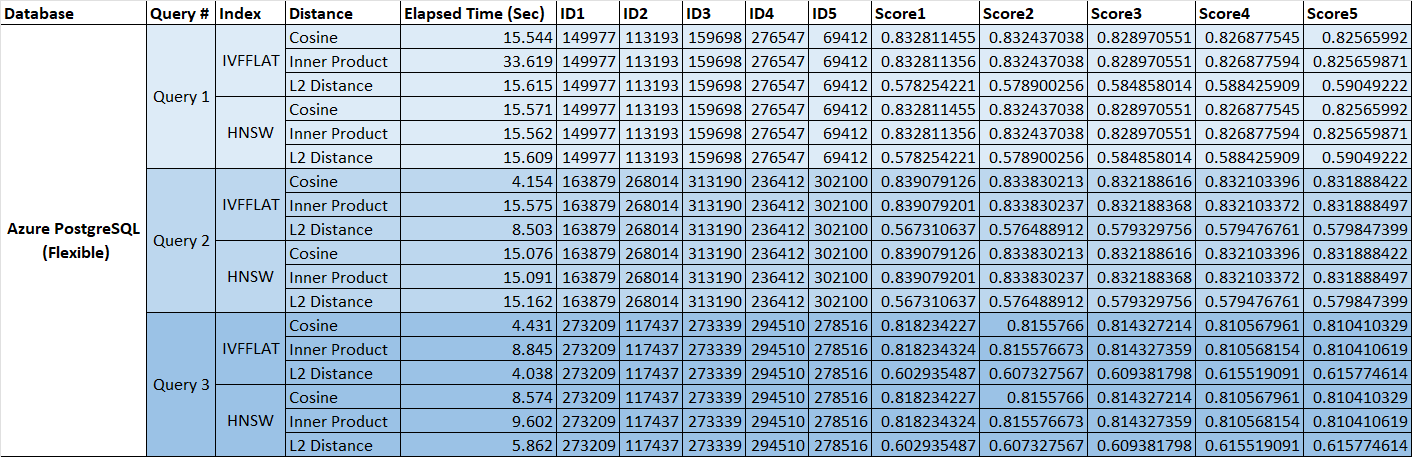 Database Query # Index Distance Elapsed Time (Sec) ID1 ID2 ID3 ID4 ID5 Score1 Score2 Score3 Score4 Score5
Azure PostgreSQL
(Flexible)
Query 1
IVFFLAT
Cosine 15.544 149977 113193 159698 276547 69412 0.832811455 0.832437038 0.828970551 0.826877545 0.82565992
Inner Product 33.619 149977 113193 159698 276547 69412 0.832811356 0.832437038 0.828970551 0.826877594 0.825659871
L2 Distance 15.615 149977 113193 159698 276547 69412 0.578254221 0.578900256 0.584858014 0.588425909 0.59049222
HNSW
Cosine 15.571 149977 113193 159698 276547 69412 0.832811455 0.832437038 0.828970551 0.826877545 0.82565992
Inner Product 15.562 149977 113193 159698 276547 69412 0.832811356 0.832437038 0.828970551 0.826877594 0.825659871
L2 Distance 15.609 149977 113193 159698 276547 69412 0.578254221 0.578900256 0.584858014 0.588425909 0.59049222
Query 2
IVFFLAT
Cosine 4.154 163879 268014 313190 236412 302100 0.839079126 0.833830213 0.832188616 0.832103396 0.831888422
Inner Product 15.575 163879 268014 313190 236412 302100 0.839079201 0.833830237 0.832188368 0.832103372 0.831888497
L2 Distance 8.503 163879 268014 313190 236412 302100 0.567310637 0.576488912 0.579329756 0.579476761 0.579847399
HNSW
Cosine 15.076 163879 268014 313190 236412 302100 0.839079126 0.833830213 0.832188616 0.832103396 0.831888422
Inner Product 15.091 163879 268014 313190 236412 302100 0.839079201 0.833830237 0.832188368 0.832103372 0.831888497
L2 Distance 15.162 163879 268014 313190 236412 302100 0.567310637 0.576488912 0.579329756 0.579476761 0.579847399
Query 3
IVFFLAT
Cosine 4.431 273209 117437 273339 294510 278516 0.818234227 0.8155766 0.814327214 0.810567961 0.810410329
Inner Product 8.845 273209 117437 273339 294510 278516 0.818234324 0.815576673 0.814327359 0.810568154 0.810410619
L2 Distance 4.038 273209 117437 273339 294510 278516 0.602935487 0.607327567 0.609381798 0.615519091 0.615774614
HNSW
Cosine 8.574 273209 117437 273339 294510 278516 0.818234227 0.8155766 0.814327214 0.810567961 0.810410329
Inner Product 9.602 273209 117437 273339 294510 278516 0.818234324 0.815576673 0.814327359 0.810568154 0.810410619
L2 Distance 5.862 273209 117437 273339 294510 278516 0.602935487 0.607327567 0.609381798 0.615519091 0.615774614